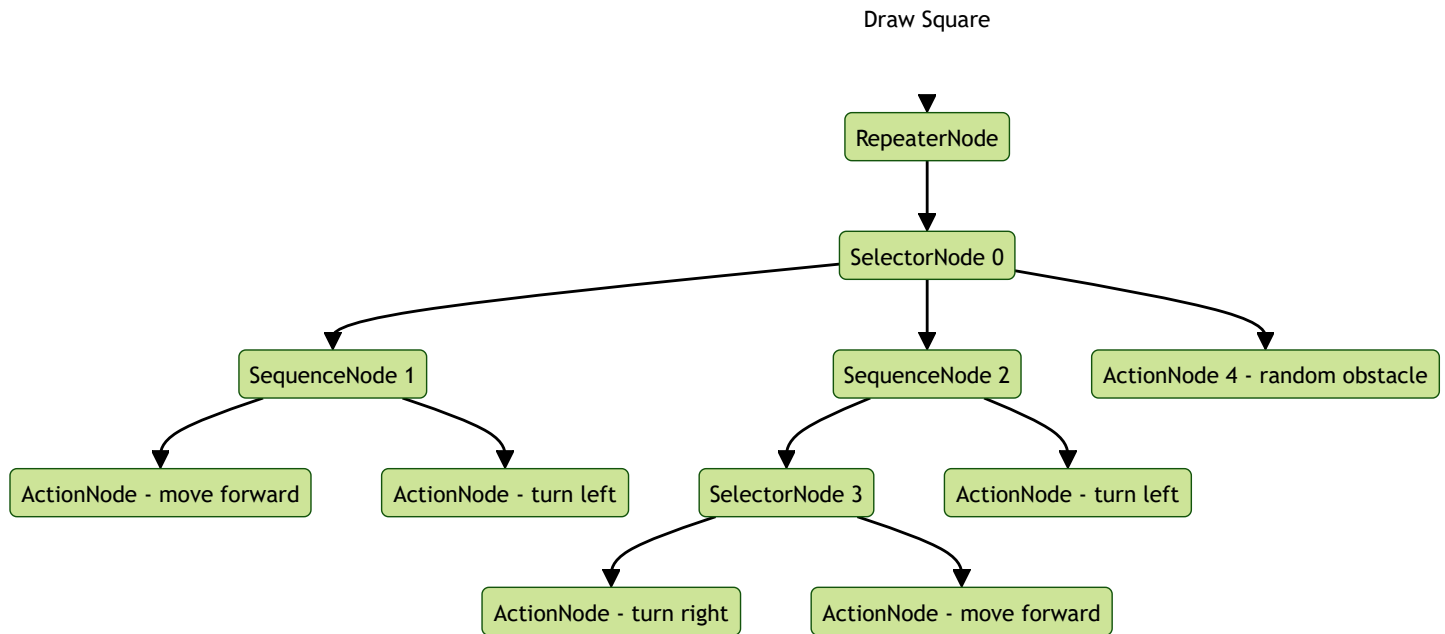 Draw Square
RepeaterNode
SelectorNode 0
SequenceNode 1
SequenceNode 2
ActionNode 4 - random obstacle
ActionNode - move forward
ActionNode - turn left
SelectorNode 3
ActionNode - turn left
ActionNode - turn right
ActionNode - move forward